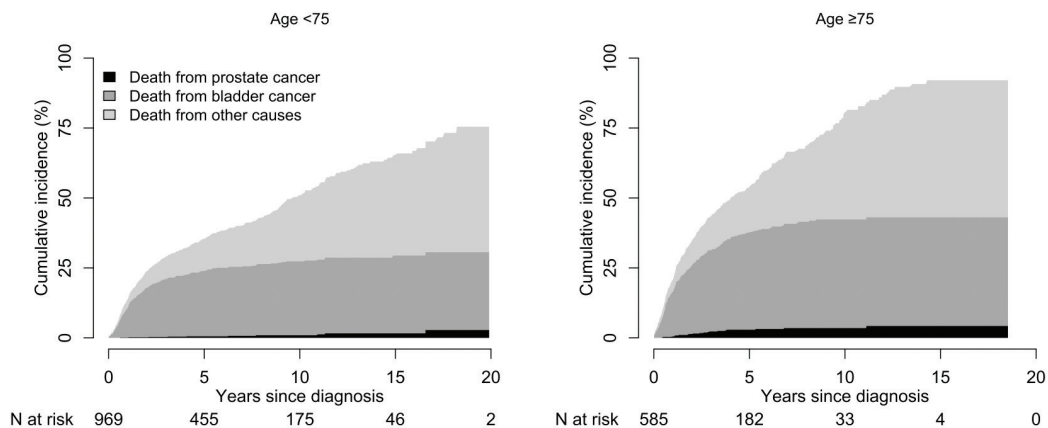 Age <75
Age ≥75
Cumulative incidence (%)
100
75
50
25
0
Death from prostate cancer
Death from bladder cancer
Death from other causes
0 5 10 15 20
Years since diagnosis
N at risk 969 455 175 46 2
Cumulative incidence (%)
100
75
50
25
0
0 5 10 15 20
Years since diagnosis
N at risk 585 182 33 4 0